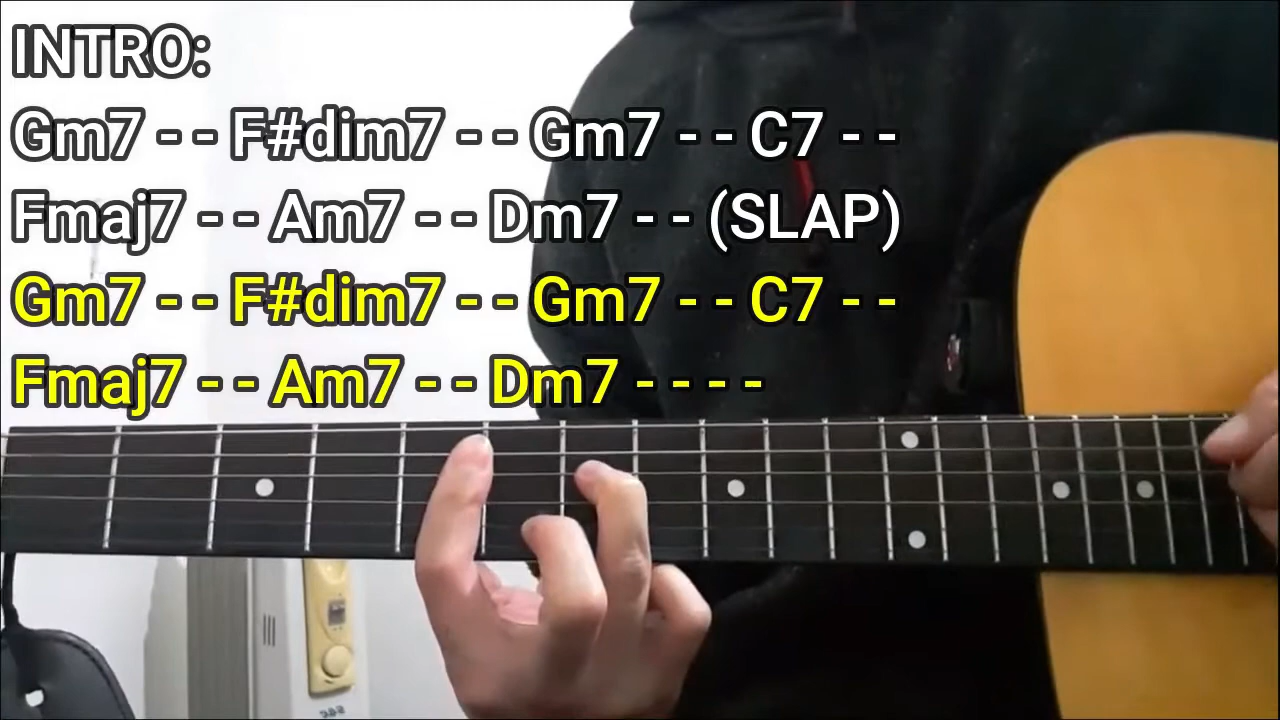 INTRO:
Gm7 - - F#dim7 - - Gm7 - - C7 - -
Fmaj7 - - Am7 - - Dm7 - - (SLAP)
Gm7 - - F#dim7 - - Gm7 - - C7 - -
Fmaj7 - - Am7 - - Dm7 - - - -